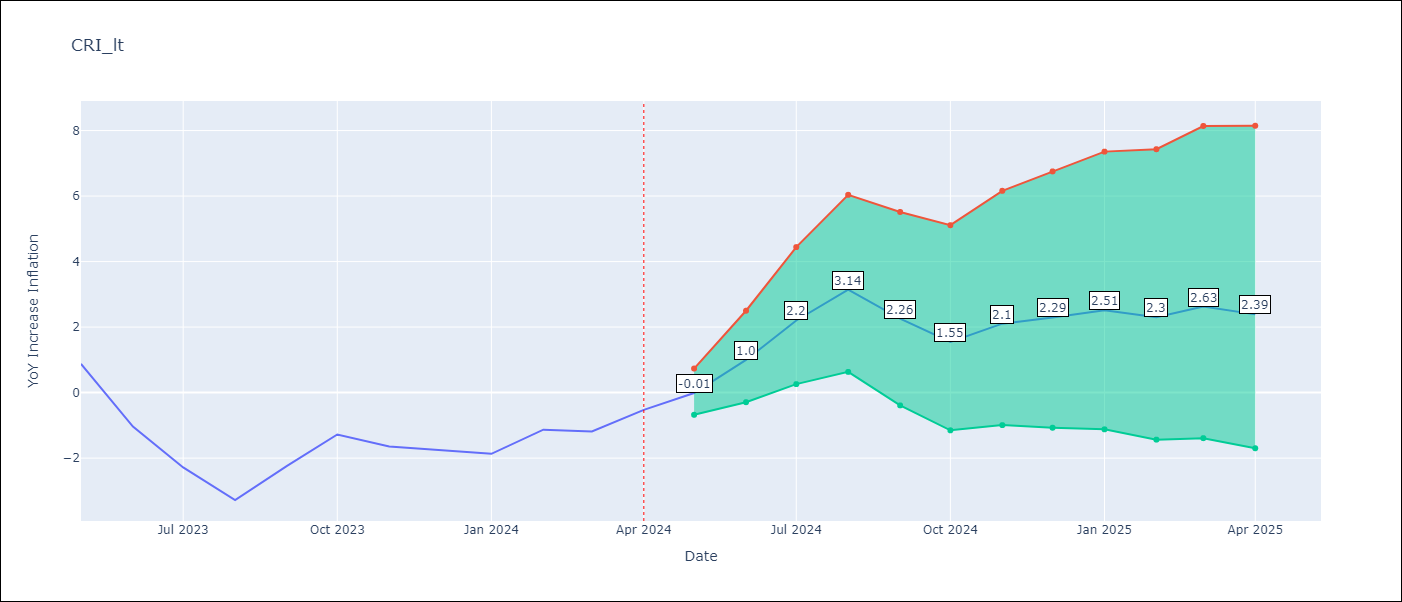 CRI_lt
YoY Increase Inflation
8
6
4
2
0
−2
-0.01
1.0
2.2
3.14
2.26
1.55
2.1
2.29
2.51
2.3
2.63
2.39
Jul 2023
Oct 2023
Jan 2024
Apr 2024
Jul 2024
Oct 2024
Jan 2025
Apr 2025
Date